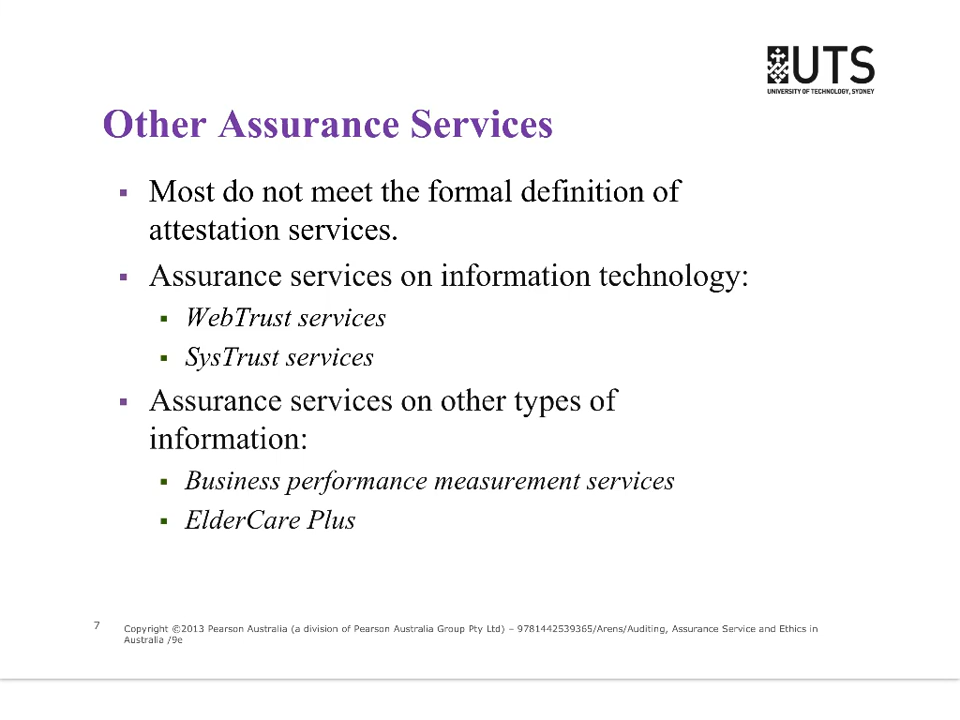 UTS
UNIVERSITY OF TECHNOLOGY, SYDNEY
Other Assurance Services
▪ Most do not meet the formal definition of
attestation services.
▪ Assurance services on information technology:
▪ WebTrust services
▪ SysTrust services
▪ Assurance services on other types of
information:
▪ Business performance measurement services
▪ ElderCare Plus
7
Copyright ©2013 Pearson Australia (a division of Pearson Australia Group Pty Ltd) – 9781442539365/Arens/Auditing, Assurance Service and Ethics in
Australia /9e